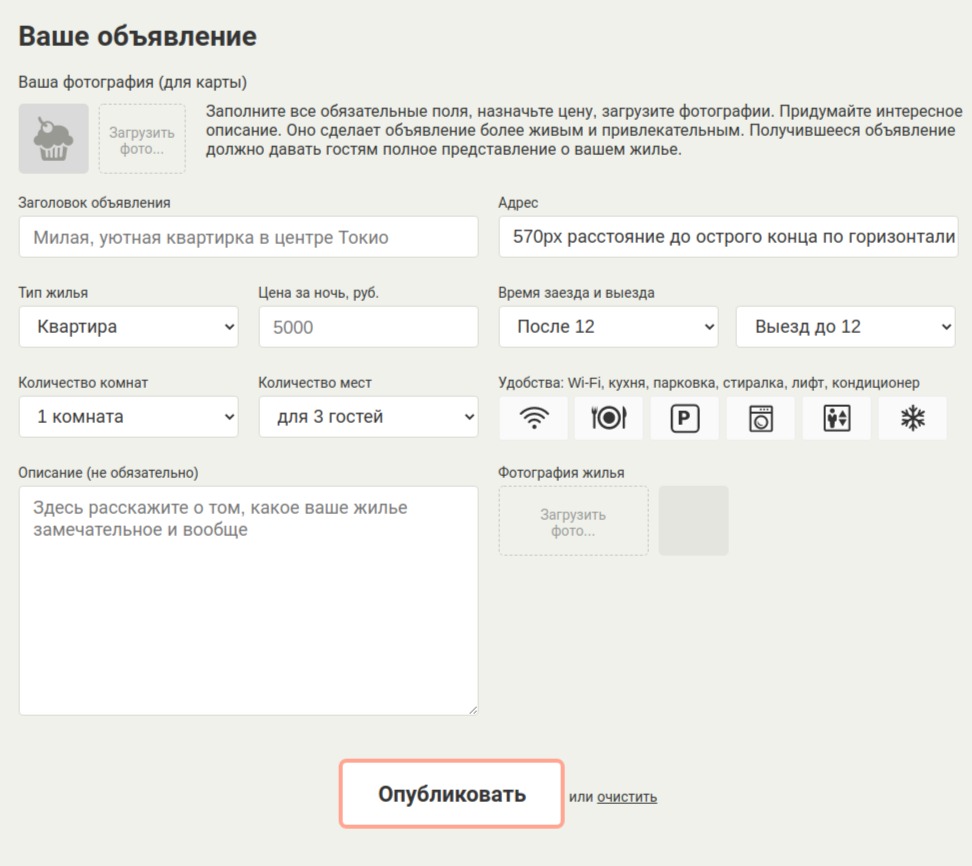 Ваше объявление
Ваша фотография (для карты)
Загрузить
фото...
Заполните все обязательные поля, назначьте цену, загрузите фотографии. Придумайте интересное
описание. Оно сделает объявление более живым и привлекательным. Получившееся объявление
должно давать гостям полное представление о вашем жилье.
Заголовок объявления
Милая, уютная квартирка в центре Токио
Адрес
570px расстояние до острого конца по горизонтали
Тип жилья
Квартира
Цена за ночь, руб.
5000
Время заезда и выезда
После 12
Выезд до 12
Количество комнат
1 комната
Количество мест
для 3 гостей
Удобства: Wi-Fi, кухня, парковка, стиралка, лифт, кондиционер
P
Описание (не обязательно)
Здесь расскажите о том, какое ваше жилье
замечательное и вообще
Фотография жилья
Загрузить
фото...
Опубликовать
или очистить